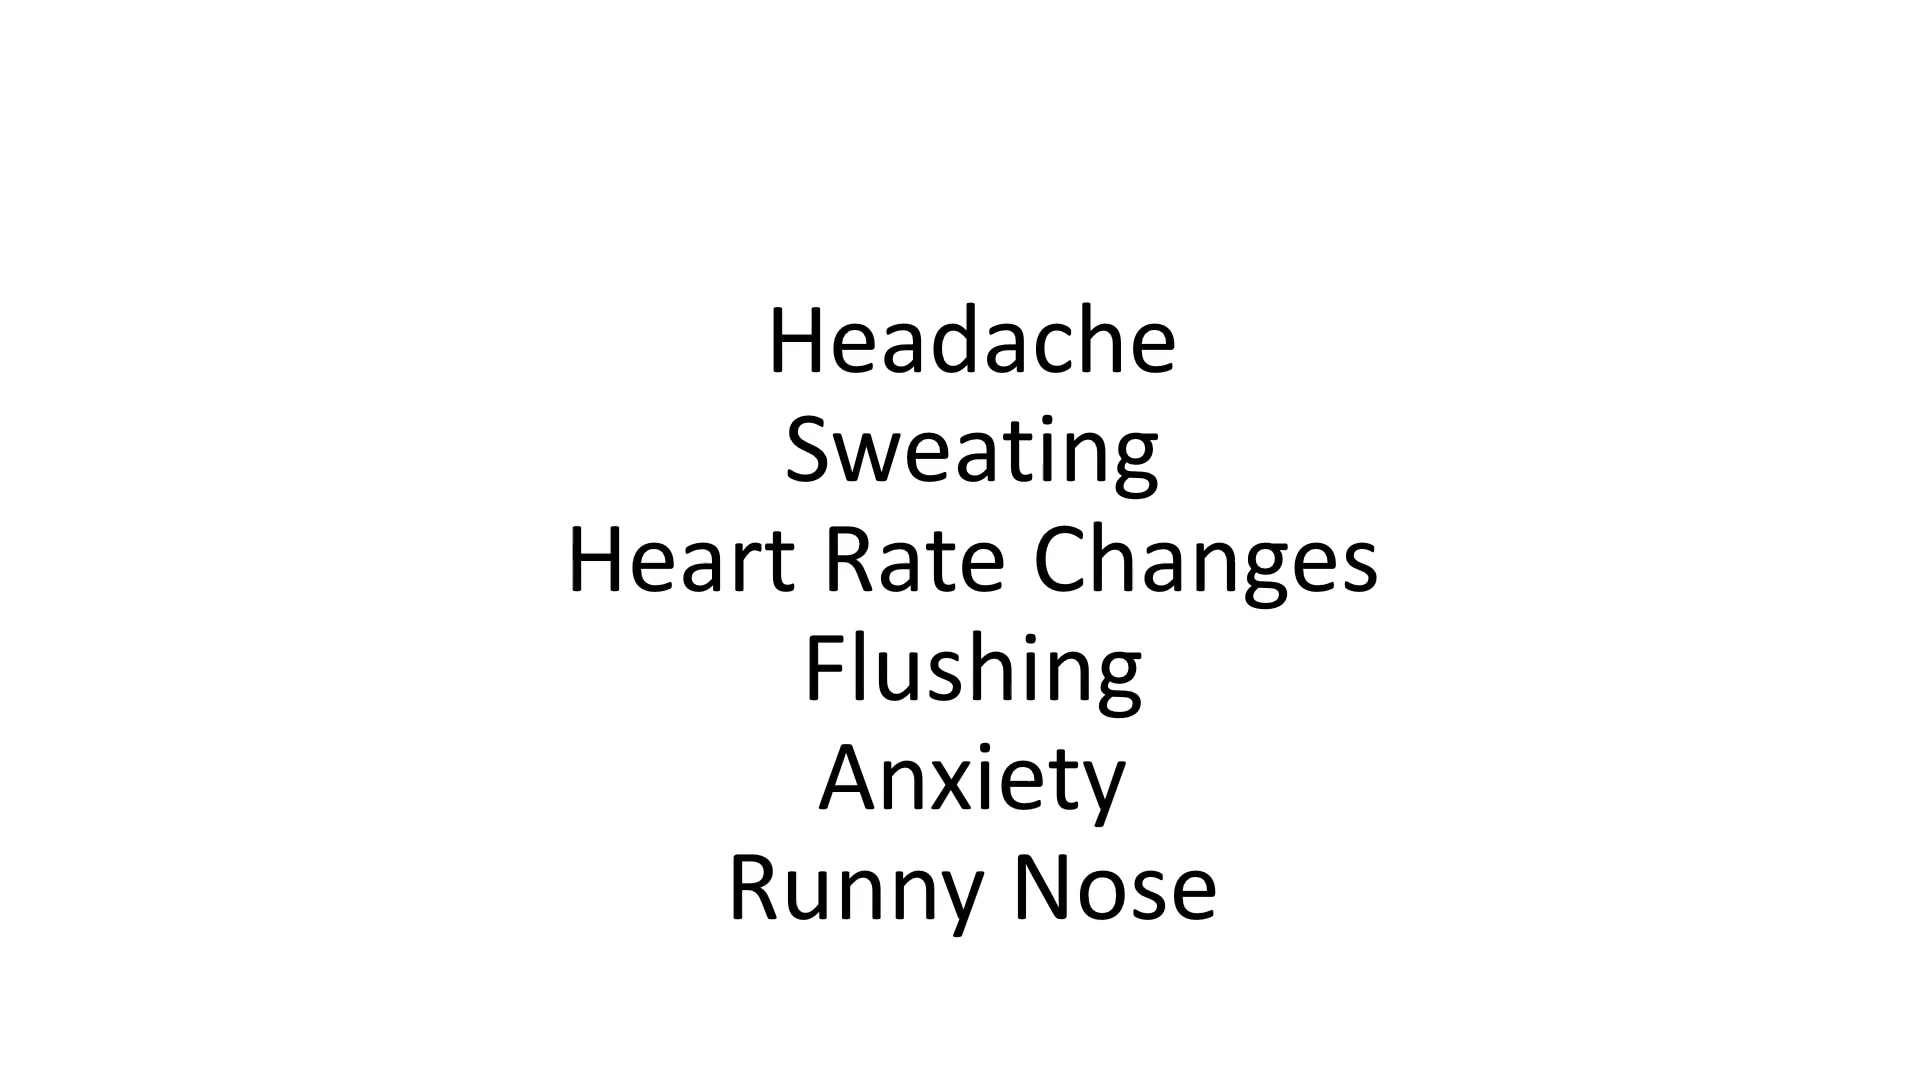 Headache
Sweating
Heart Rate Changes
Flushing
Anxiety
Runny Nose